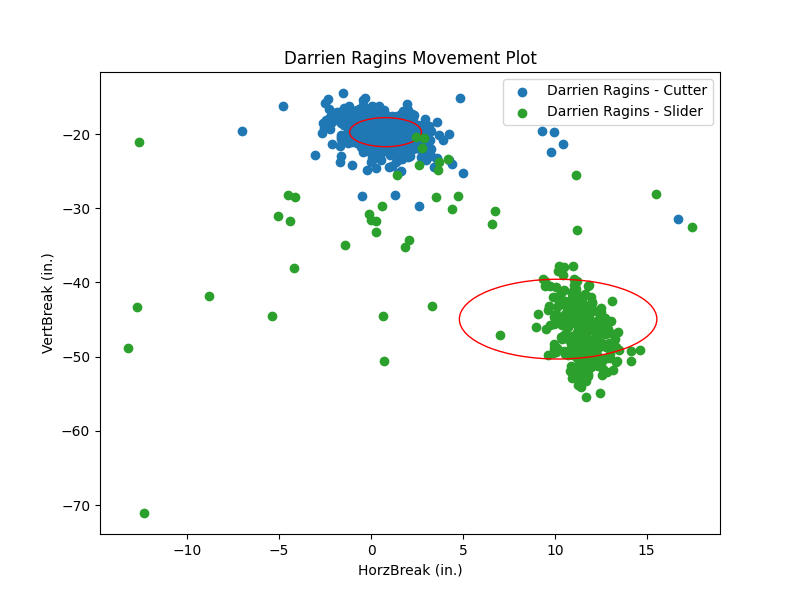 Darrien Ragins Movement Plot
Darrien Ragins - Cutter
Darrien Ragins - Slider
VertBreak (in.)
−20
−30
−40
−50
−60
−70
−10
−5
0
5
10
15
HorzBreak (in.)